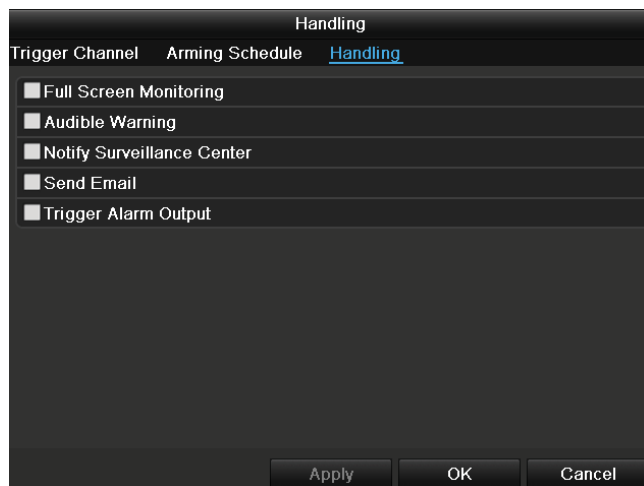 Handling
Trigger Channel Arming Schedule Handling
Full Screen Monitoring
Audible Warning
Notify Surveillance Center
Send Email
Trigger Alarm Output
Apply OK Cancel